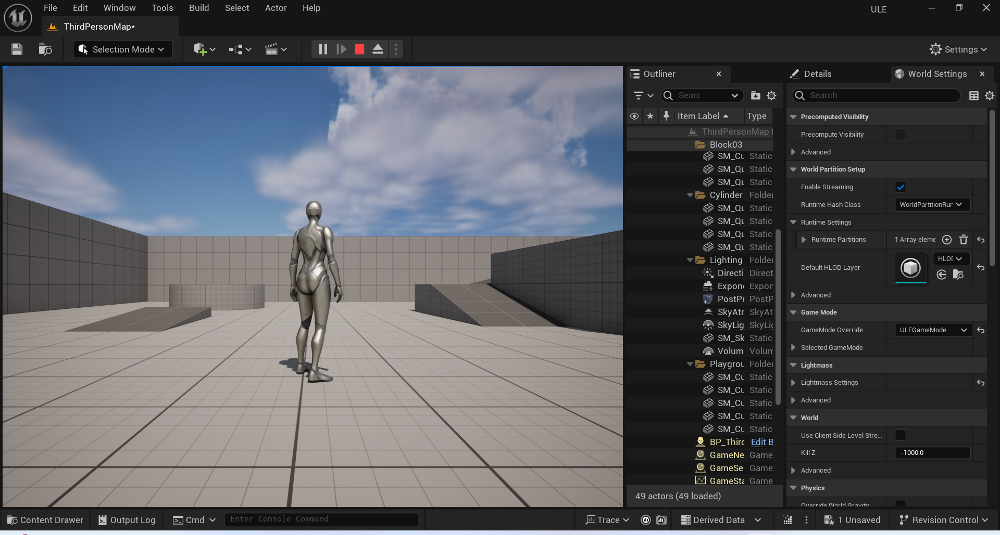 File Edit Window Tools Build Select Actor Help
ULE
ThirdPersonMap*
Selection Mode
Settings
Outliner
Details
World Settings
Searc
Search
Item Label
Type
Precomputed Visibility
ThirdPersonMap (
Precompute Visibility
Block03
Advanced
SM_Cu Static
World Partition Setup
SM_Qu Static
SM_Qu Static
Enable Streaming
Cylinder Folder
Runtime Hash Class WorldPartitionRur
SM_Qu Static
SM_Qu Static
Runtime Settings
SM_Qu Static
Runtime Partitions 1 Array eleme
SM_Qu Static
Lighting Folder
HLOI
Default HLOD Layer
Directi Direct
Expone Expon
Advanced
PostPr PostP
SkyAtr SkyAt
Game Mode
SkyLig SkyLig
GameMode Override ULEGameMode
SM_Sk Static
Selected GameMode
Volum Volum
Lightmass
Playgrou Folder
SM_Cu Static
Lightmass Settings
SM_Cu Static
Advanced
SM_Cu Static
World
SM_Cu Static
SM_Cu Static
Use Client Side Level Stre...
BP_Thirc Edit B
Kill Z -1000.0
GameNe Game
Advanced
GameSe Game
GameSta Game
Physics
49 actors (49 loaded)
Override World Gravity
Content Drawer
Output Log
Cmd
Enter Console Command
Trace
Derived Data
1 Unsaved
Revision Control